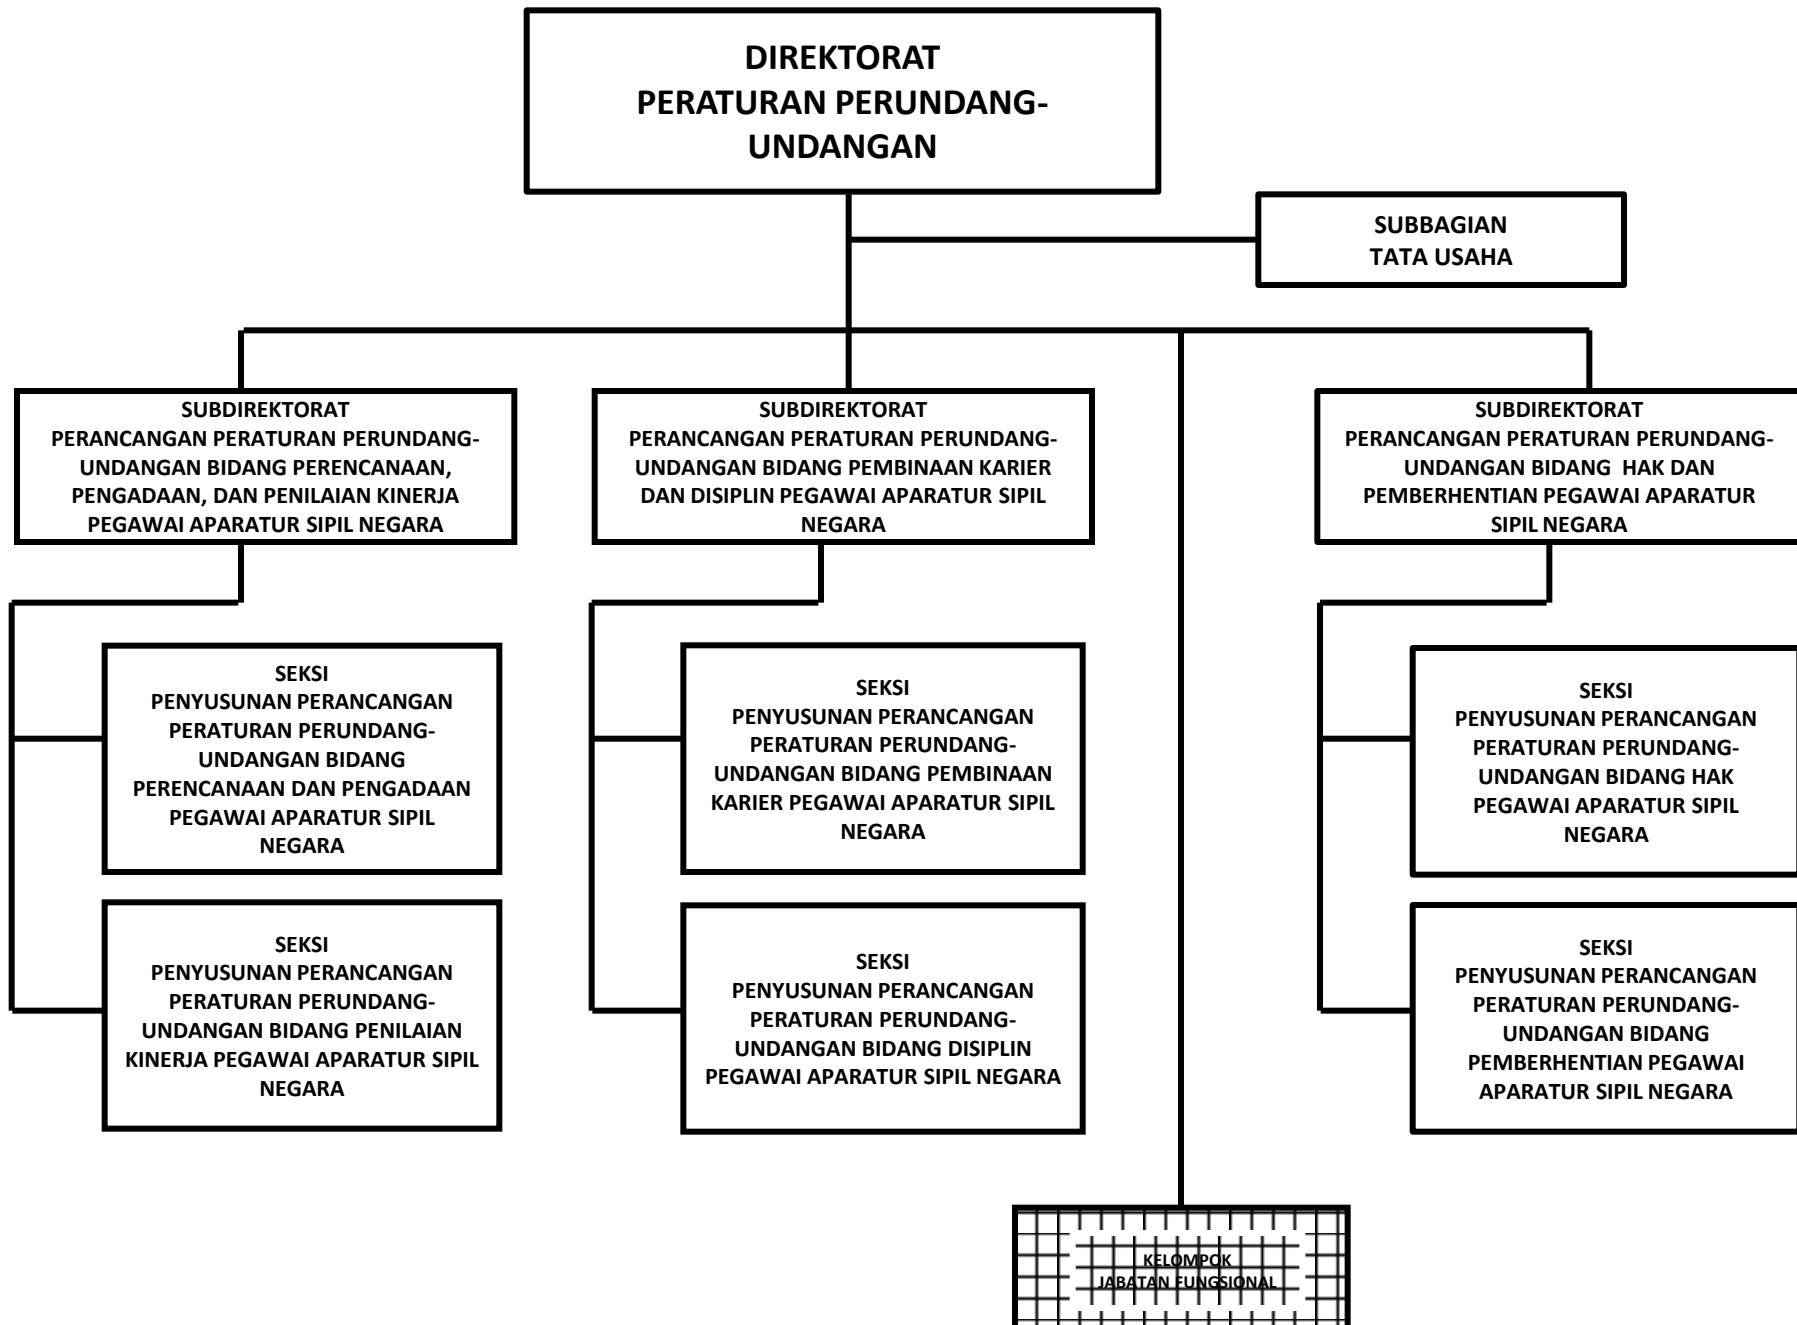 DIREKTORAT
PERATURAN PERUNDANG-
UNDANGAN
SUBBAGIAN
TATA USAHA
SUBDIREKTORAT
PERANCANGAN PERATURAN PERUNDANG-
UNDANGAN BIDANG PERENCANAAN,
PENGADAAN, DAN PENILAIAN KINERJA
PEGAWAI APARATUR SIPIL NEGARA
SUBDIREKTORAT
PERANCANGAN PERATURAN PERUNDANG-
UNDANGAN BIDANG PEMBINAAN KARIER
DAN DISIPLIN PEGAWAI APARATUR SIPIL
NEGARA
SUBDIREKTORAT
PERANCANGAN PERATURAN PERUNDANG-
UNDANGAN BIDANG  HAK DAN
PEMBERHENTIAN PEGAWAI APARATUR
SIPIL NEGARA
SEKSI
PENYUSUNAN PERANCANGAN
PERATURAN PERUNDANG-
UNDANGAN BIDANG
PERENCANAAN DAN PENGADAAN
PEGAWAI APARATUR SIPIL
NEGARA
SEKSI
PENYUSUNAN PERANCANGAN
PERATURAN PERUNDANG-
UNDANGAN BIDANG PEMBINAAN
KARIER PEGAWAI APARATUR SIPIL
NEGARA
SEKSI
PENYUSUNAN PERANCANGAN
PERATURAN PERUNDANG-
UNDANGAN BIDANG HAK
PEGAWAI APARATUR SIPIL
NEGARA
SEKSI
PENYUSUNAN PERANCANGAN
PERATURAN PERUNDANG-
UNDANGAN BIDANG PENILAIAN
KINERJA PEGAWAI APARATUR SIPIL
NEGARA
SEKSI
PENYUSUNAN PERANCANGAN
PERATURAN PERUNDANG-
UNDANGAN BIDANG DISIPLIN
PEGAWAI APARATUR SIPIL NEGARA
SEKSI
PENYUSUNAN PERANCANGAN
PERATURAN PERUNDANG-
UNDANGAN BIDANG
PEMBERHENTIAN PEGAWAI
APARATUR SIPIL NEGARA
KELOMPOK
JABATAN FUNGSIONAL